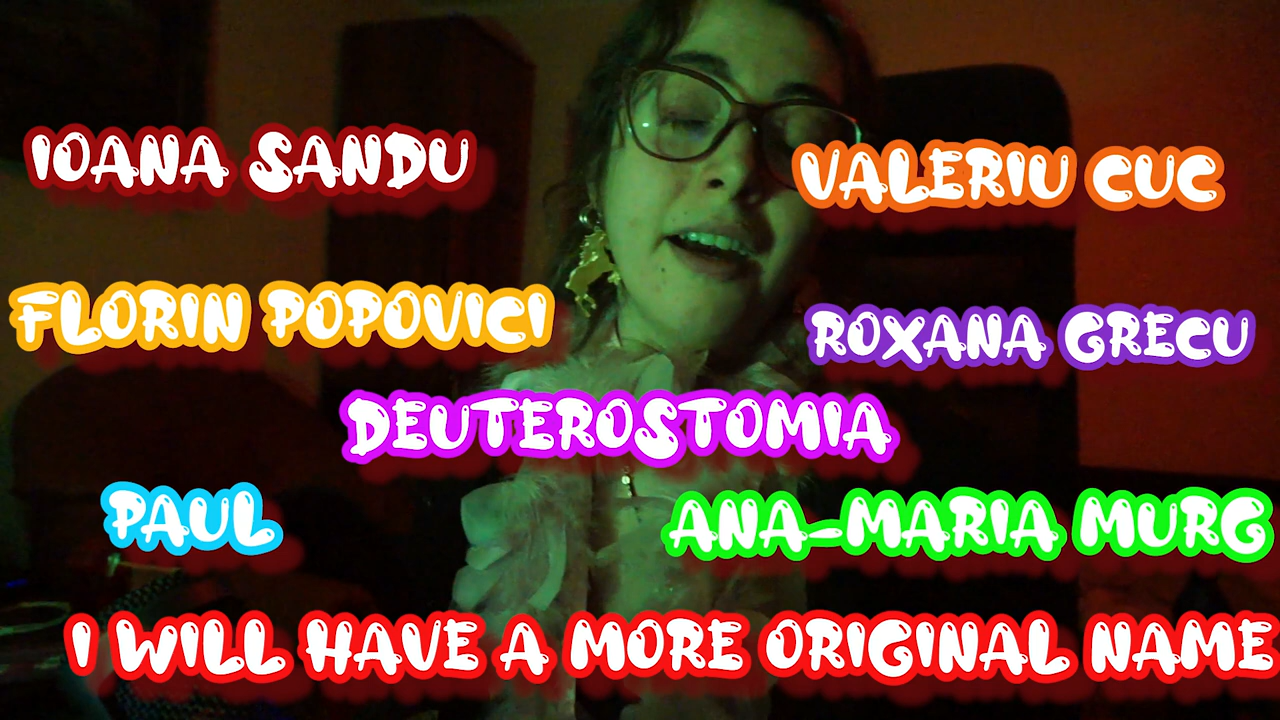 IOANA SANDU
VALERIU CUC
FLORIN POPOVICI
ROXANA GRECU
DEUTEROSTOMIA
PAUL
ANA-MARIA MURG
I WILL HAVE A MORE ORIGINAL NAME